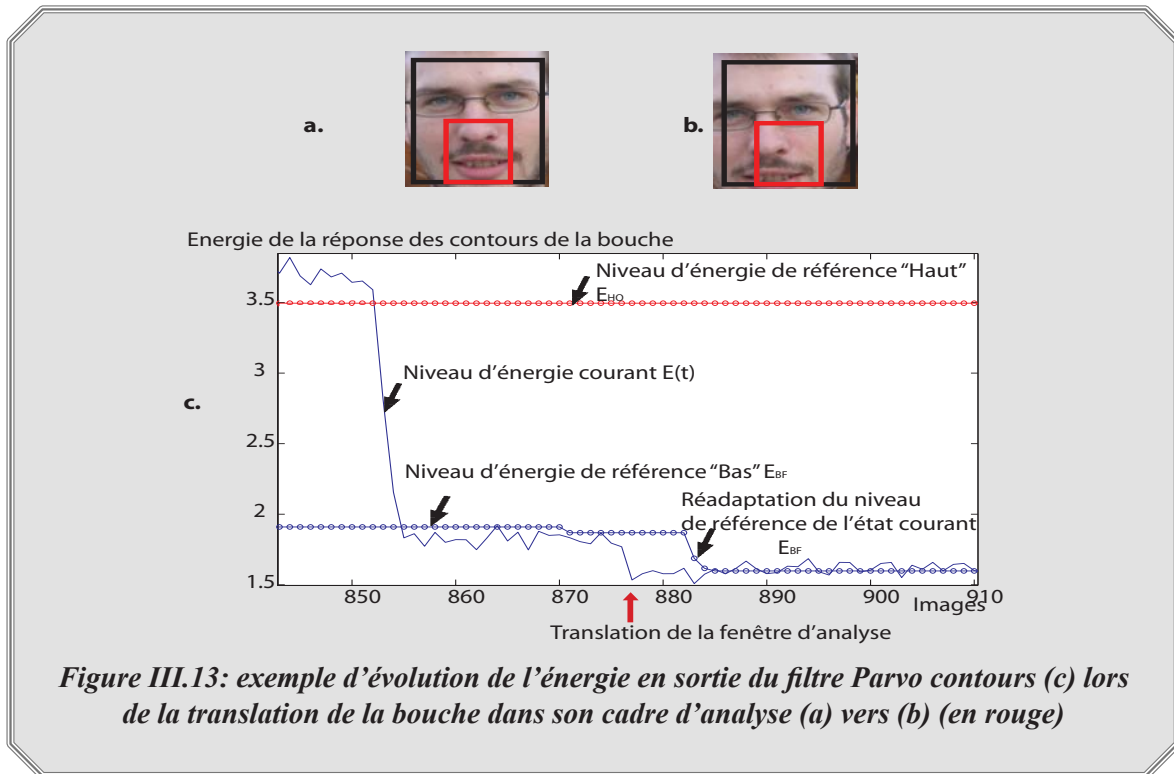 a.
b.
Energie de la réponse des contours de la bouche
Niveau d'énergie de référence "Haut"
EHO
3.5
3
Niveau d'énergie courant E(t)
c.
2.5
Niveau d'énergie de référence "Bas" EBF
Réadaptation du niveau
de référence de l'état courant
EBF
2
1.5
850 860 870 880 890 900 910
Images
Translation de la fenêtre d'analyse
Figure III.13: exemple d'évolution de l'énergie en sortie du filtre Parvo contours (c) lors
de la translation de la bouche dans son cadre d'analyse (a) vers (b) (en rouge)